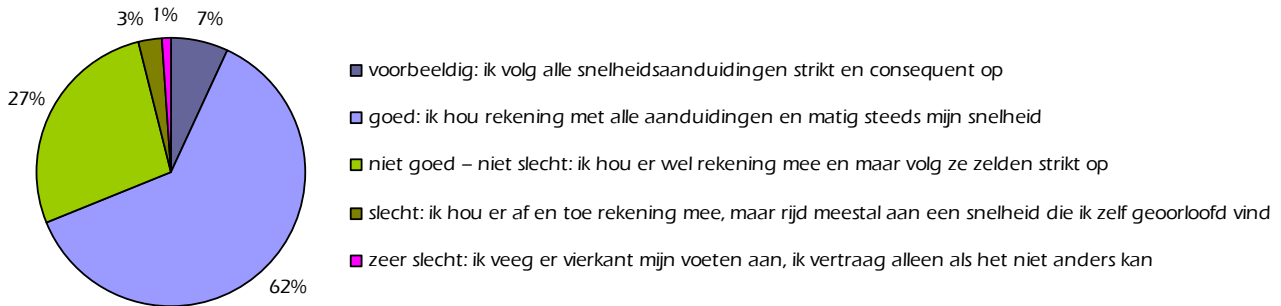 3% 1% 7%
27%
62%
voorbeeldig: ik volg alle snelheidsaanduidingen strikt en consequent op
goed: ik hou rekening met alle aanduidingen en matig steeds mijn snelheid
niet goed – niet slecht: ik hou er wel rekening mee en maar volg ze zelden strikt op
slecht: ik hou er af en toe rekening mee, maar rijd meestal aan een snelheid die ik zelf geoorloofd vind
zeer slecht: ik veeg er vierkant mijn voeten aan, ik vertraag alleen als het niet anders kan